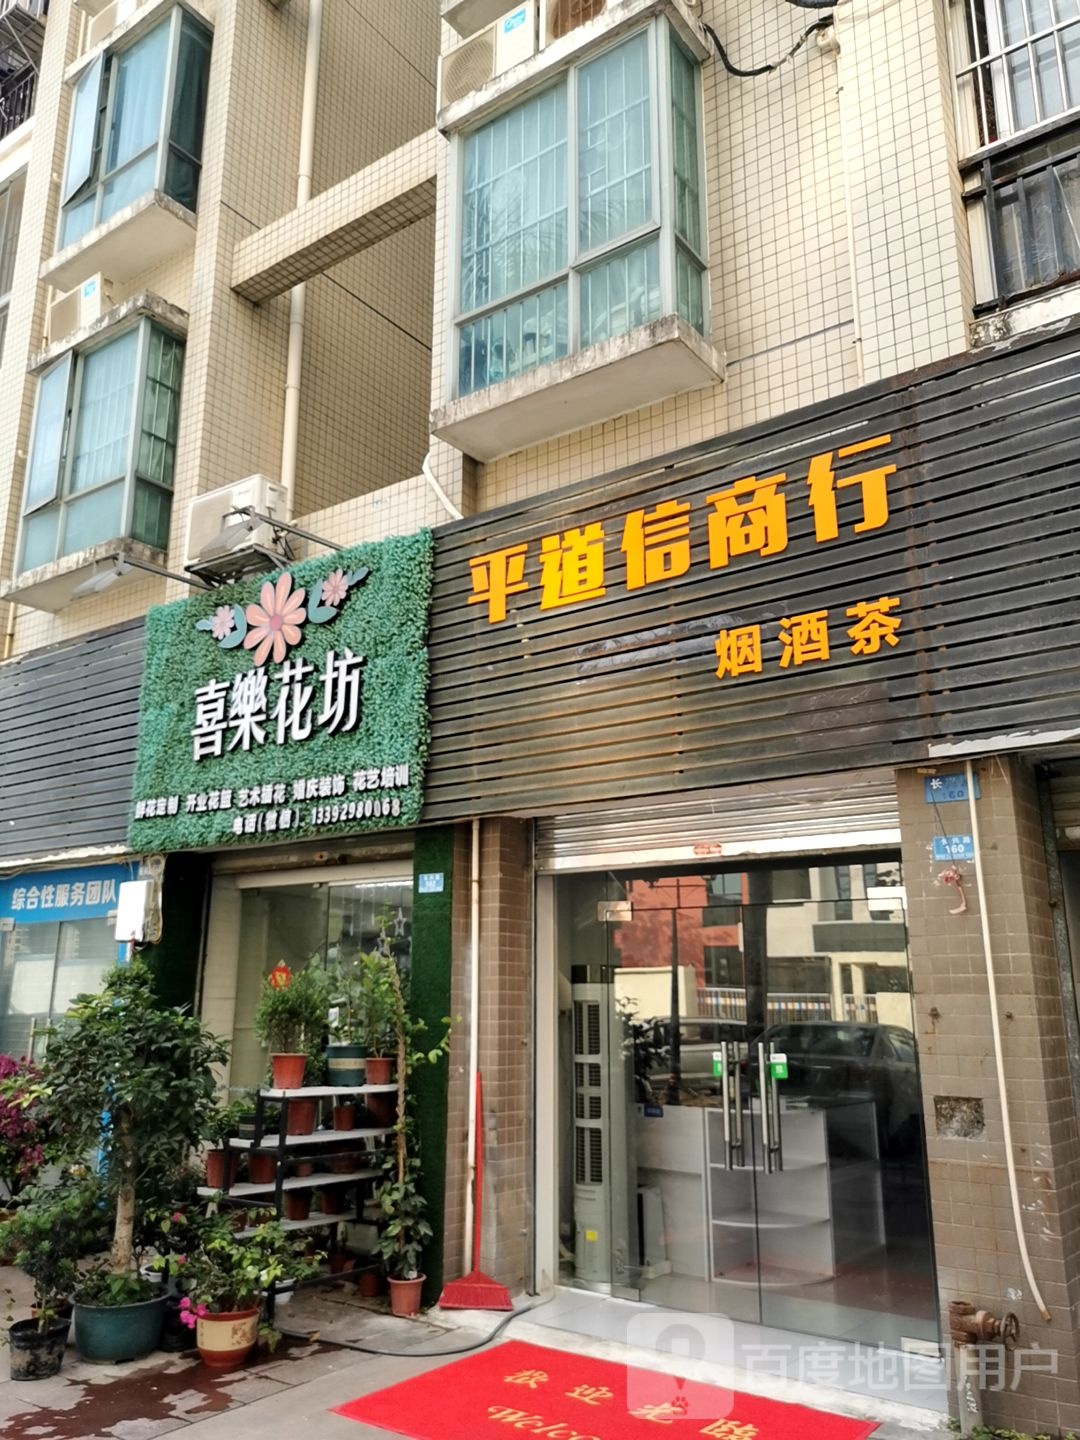 平道信商行
烟酒茶
喜樂花坊
鲜花定制 开业花篮 艺术插花 婚庆装饰 花艺培训
电话(微信): 13392980068
综合性服务团队
160
162
欢迎光临
Welco
百度地图用户